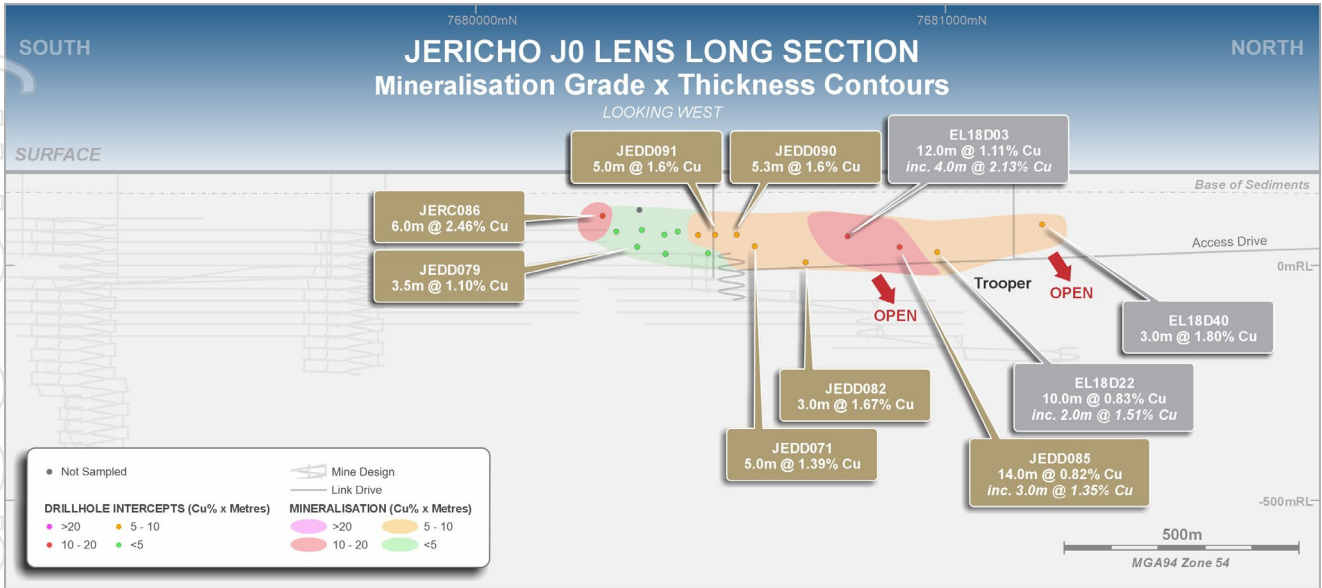 7680000mN
7681000mN
SOUTH
NORTH
JERICHO J0 LENS LONG SECTION
Mineralisation Grade x Thickness Contours
LOOKING WEST
SURFACE
Base of Sediments
JEDD091
5.0m @ 1.6% Cu
JEDD090
5.3m @ 1.6% Cu
EL18D03
12.0m @ 1.11% Cu
inc. 4.0m @ 2.13% Cu
JERC086
6.0m @ 2.46% Cu
JEDD079
3.5m @ 1.10% Cu
Access Drive
0mRL
Trooper
OPEN
OPEN
EL18D40
3.0m @ 1.80% Cu
EL18D22
10.0m @ 0.83% Cu
inc. 2.0m @ 1.51% Cu
JEDD082
3.0m @ 1.67% Cu
JEDD071
5.0m @ 1.39% Cu
JEDD085
14.0m @ 0.82% Cu
inc. 3.0m @ 1.35% Cu
-500mRL
Not Sampled
Mine Design
Link Drive
DRILLHOLE INTERCEPTS (Cu% x Metres)
>20
5 - 10
10 - 20
<5
MINERALISATION (Cu% x Metres)
>20
5 - 10
10 - 20
<5
500m
MGA94 Zone 54